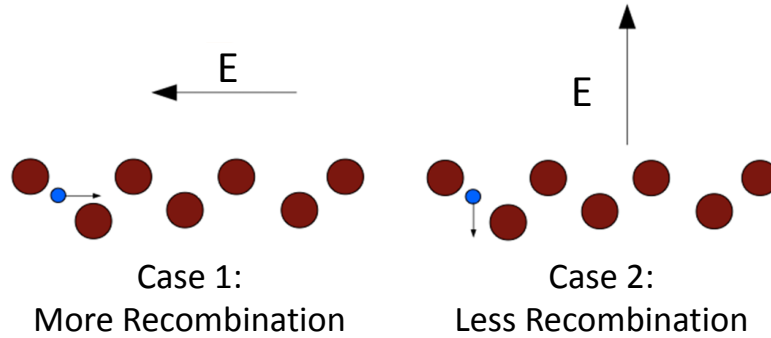 E
E
Case 1:
More Recombination
Case 2:
Less Recombination